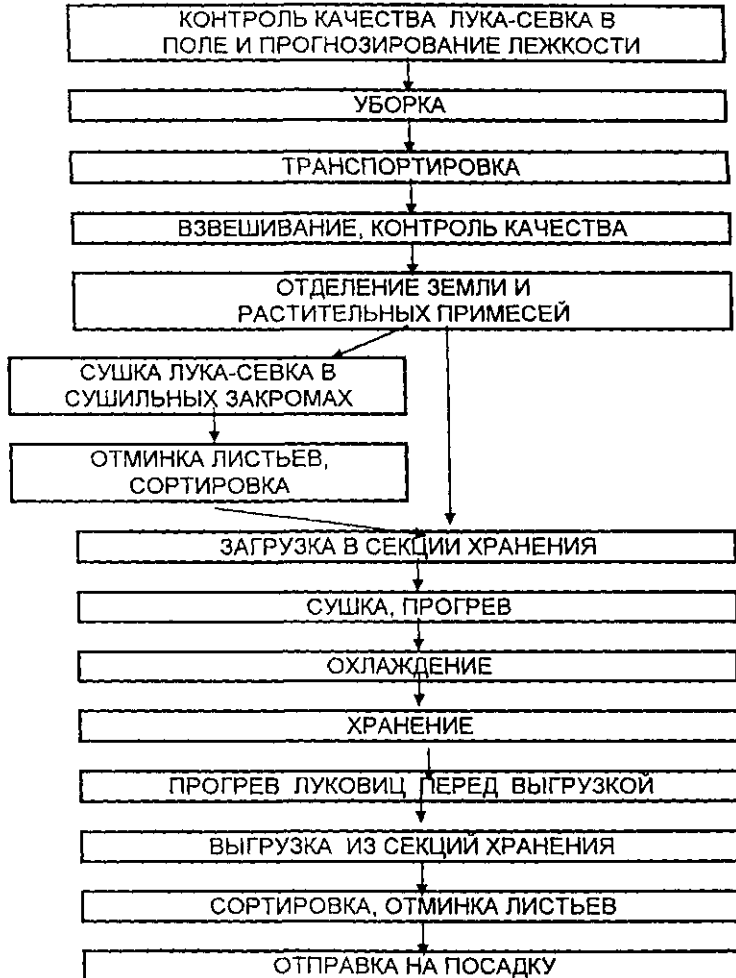 КОНТРОЛЬ КАЧЕСТВА ЛУКА-СЕВКА В
ПОЛЕ И ПРОГНОЗИРОВАНИЕ ЛЕЖКОСТИ
УБОРКА
ТРАНСПОРТИРОВКА
ВЗВЕШИВАНИЕ, КОНТРОЛЬ КАЧЕСТВА
ОТДЕЛЕНИЕ ЗЕМЛИ И
РАСТИТЕЛЬНЫХ ПРИМЕСЕЙ
СУШКА ЛУКА-СЕВКА В
СУШИЛЬНЫХ ЗАКРОМАХ
ОТМИНКА ЛИСТЬЕВ,
СОРТИРОВКА
ЗАГРУЗКА В СЕКЦИИ ХРАНЕНИЯ
СУШКА, ПРОГРЕВ
ОХЛАЖДЕНИЕ
ХРАНЕНИЕ
ПРОГРЕВ ЛУКОВИЦ ПЕРЕД ВЫГРУЗКОЙ
ВЫГРУЗКА ИЗ СЕКЦИЙ ХРАНЕНИЯ
СОРТИРОВКА, ОТМИНКА ЛИСТЬЕВ
ОТПРАВКА НА ПОСАДКУ